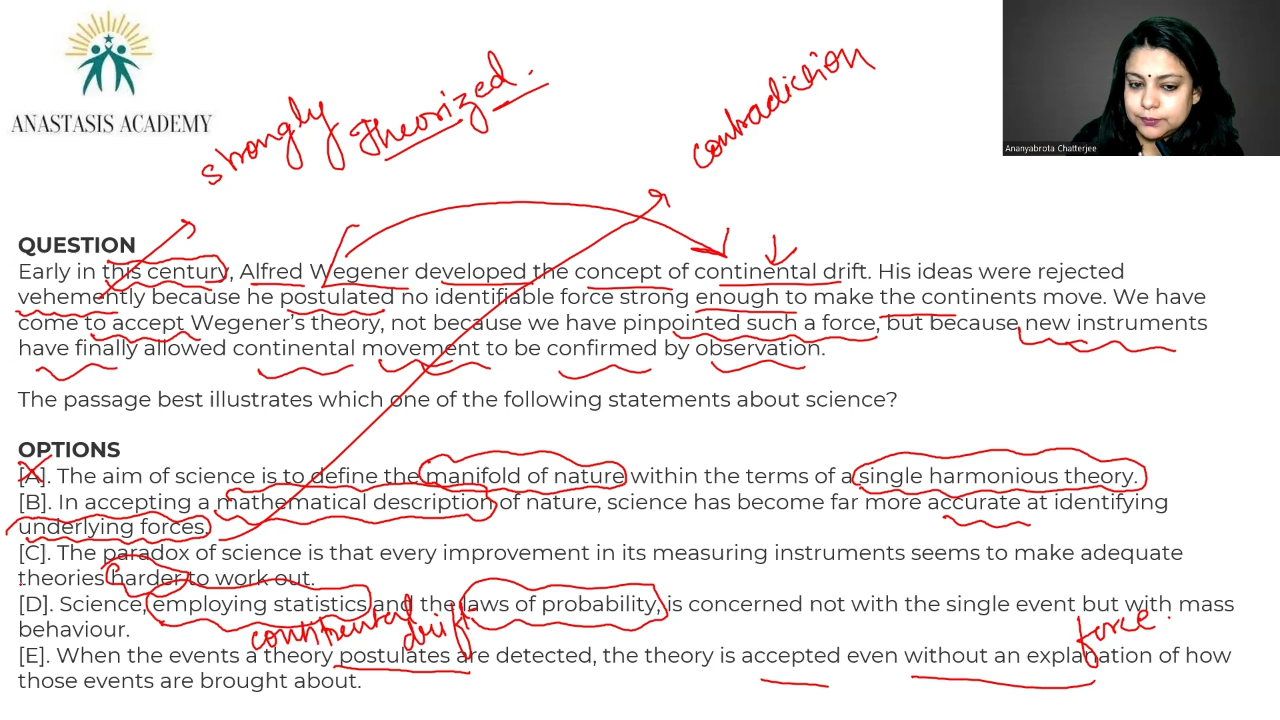 ANASTASIS ACADEMY
strongly
Theorized.
contradiction
Ananyabrota Chatterjee
QUESTION
Early in this century, Alfred Wegener developed the concept of continental drift. His ideas were rejected
vehemently because he postulated no identifiable force strong enough to make the continents move. We have
come to accept Wegener's theory, not because we have pinpointed such a force, but because new instruments
have finally allowed continental movement to be confirmed by observation.
The passage best illustrates which one of the following statements about science?
OPTIONS
[A]. The aim of science is to define the manifold of nature within the terms of a single harmonious theory.
[B]. In accepting a mathematical description of nature, science has become far more accurate at identifying
underlying forces.
[C]. The paradox of science is that every improvement in its measuring instruments seems to make adequate
theories harder to work out.
[D]. Science, employing statistics and the laws of probability, is concerned not with the single event but with mass
behaviour.
continental drift.
force.
[E]. When the events a theory postulates are detected, the theory is accepted even without an explanation of how
those events are brought about.